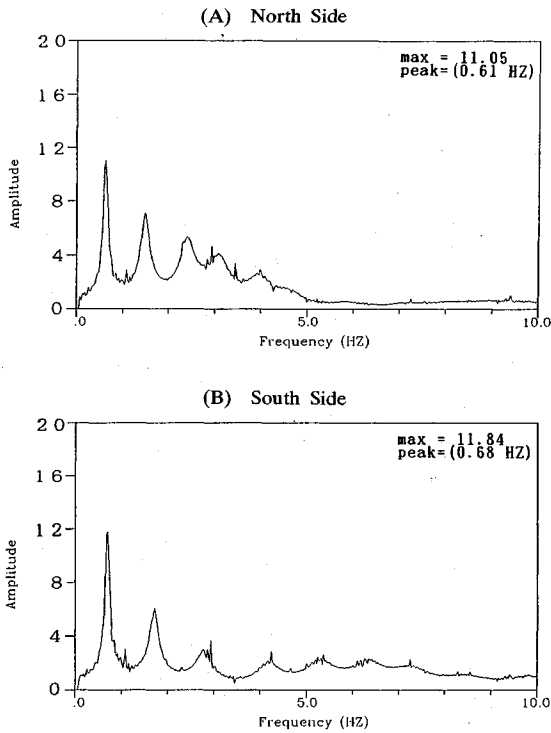 (A) North Side
max = 11.05
peak=(0.61 HZ)
20
16
12
8
4
0
Amplitude
.0
5.0
10.0
Frequency (HZ)
(B) South Side
max = 11.84
peak=(0.68 HZ)
20
16
12
8
4
0
Amplitude
.0
5.0
10.0
Frequency (HZ)